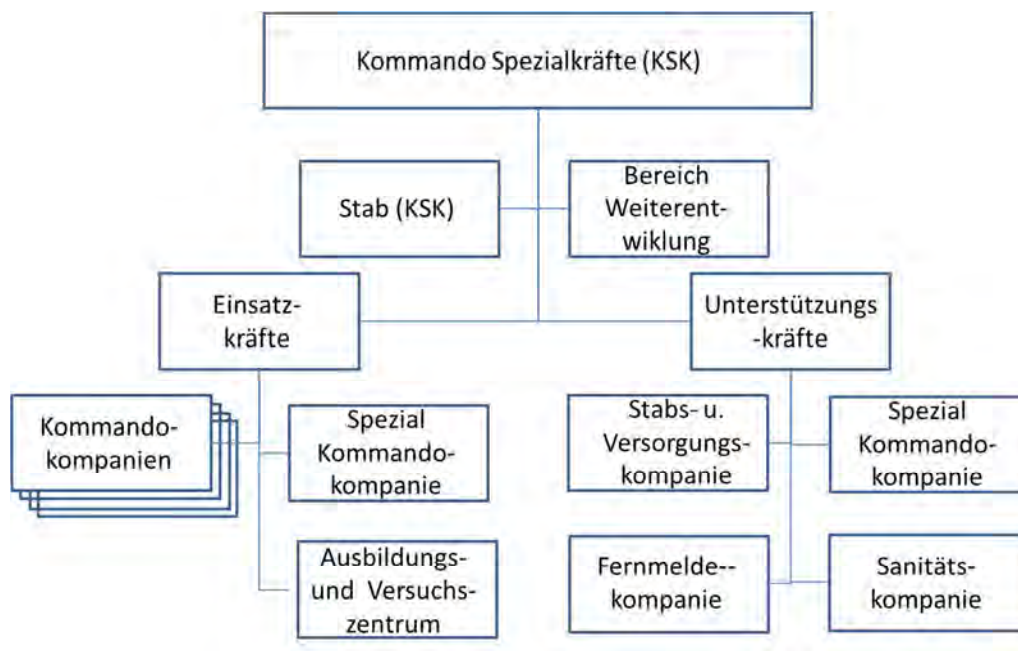 Kommando Spezialkräfte (KSK)
Stab (KSK)
Bereich
Weiterent-
wiklung
Einsatz-
kräfte
Unterstützungs
-kräfte
Kommando-
kompanien
Spezial
Kommando-
kompanie
Stabs- u.
Versorgungs-
kompanie
Spezial
Kommando-
kompanie
Ausbildungs-
und Versuchs-
zentrum
Fernmelde--
kompanie
Sanitäts-
kompanie